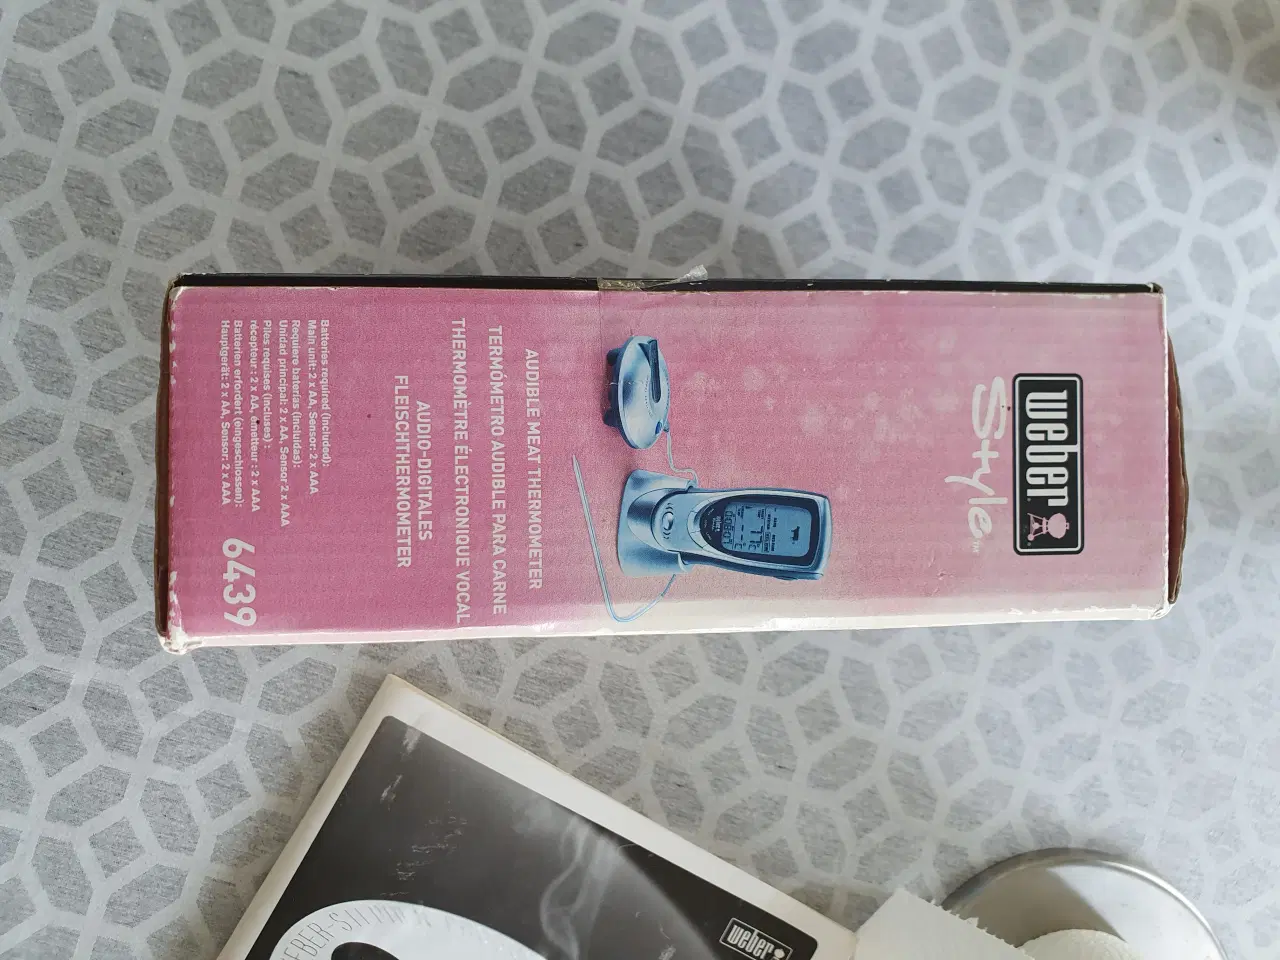 weber
Style™
AUDIBLE MEAT THERMOMETER
TERMÓMETRO AUDIBLE PARA CARNE
THERMOMÈTRE ÉLECTRONIQUE VOCAL
AUDIO-DIGITALES
FLEISCHTHERMOMETER
Batteries required (included):
Main unit: 2 x AA, Sensor: 2 x AAA
Requiere baterías (incluidas):
Unidad principal: 2 x AA, Sensor 2 x AAA
Piles requises (incluses) :
récepteur : 2 x AA, émetteur : 2 x AAA
Batterien erfordert (eingeschlossen):
Hauptgerät: 2 x AA, Sensor: 2 x AAA
6439
weber